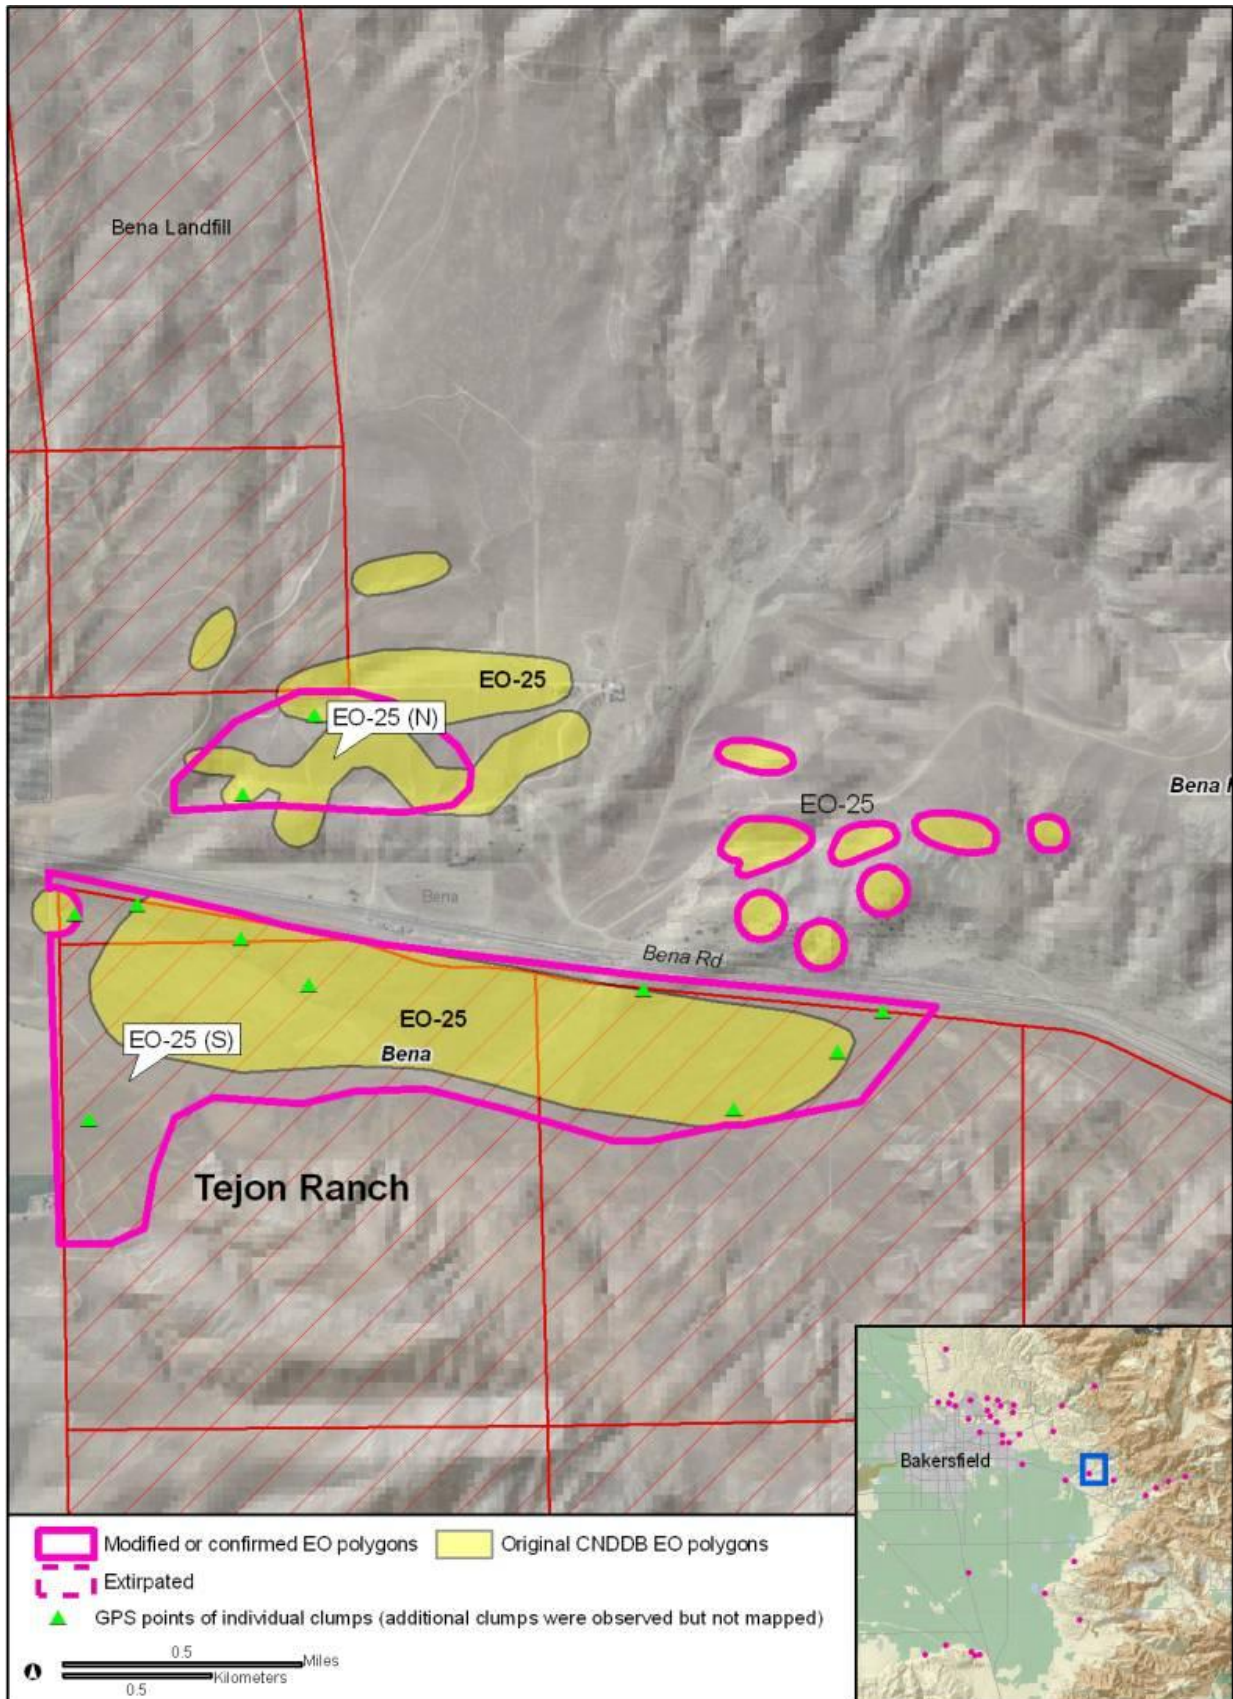 Bena Landfill
EO-25
EO-25 (N)
Bena
EO-25
Bena
Bena Rd
EO-25
EO-25 (S)
Bena
Tejon Ranch
Bakersfield
Modified or confirmed EO polygons
Original CNDDB EO polygons
Extirpated
GPS points of individual clumps (additional clumps were observed but not mapped)
0.5
Miles
Kilometers
0.5